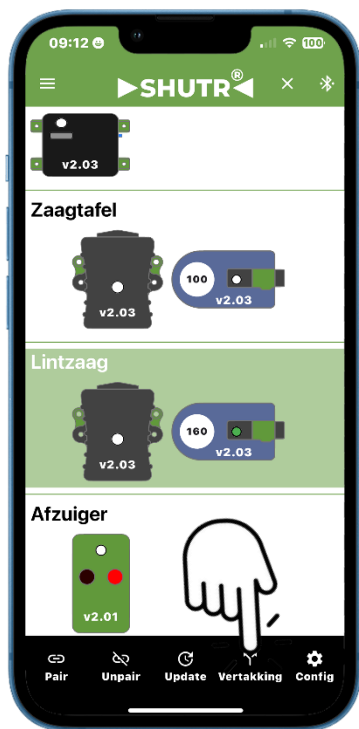 09:12
100
SHUTR®
v2.03
Zaagtafel
100
v2.03
v2.03
Lintzaag
160
v2.03
v2.03
Afzuiger
v2.01
Pair Unpair Update Vertakking Config